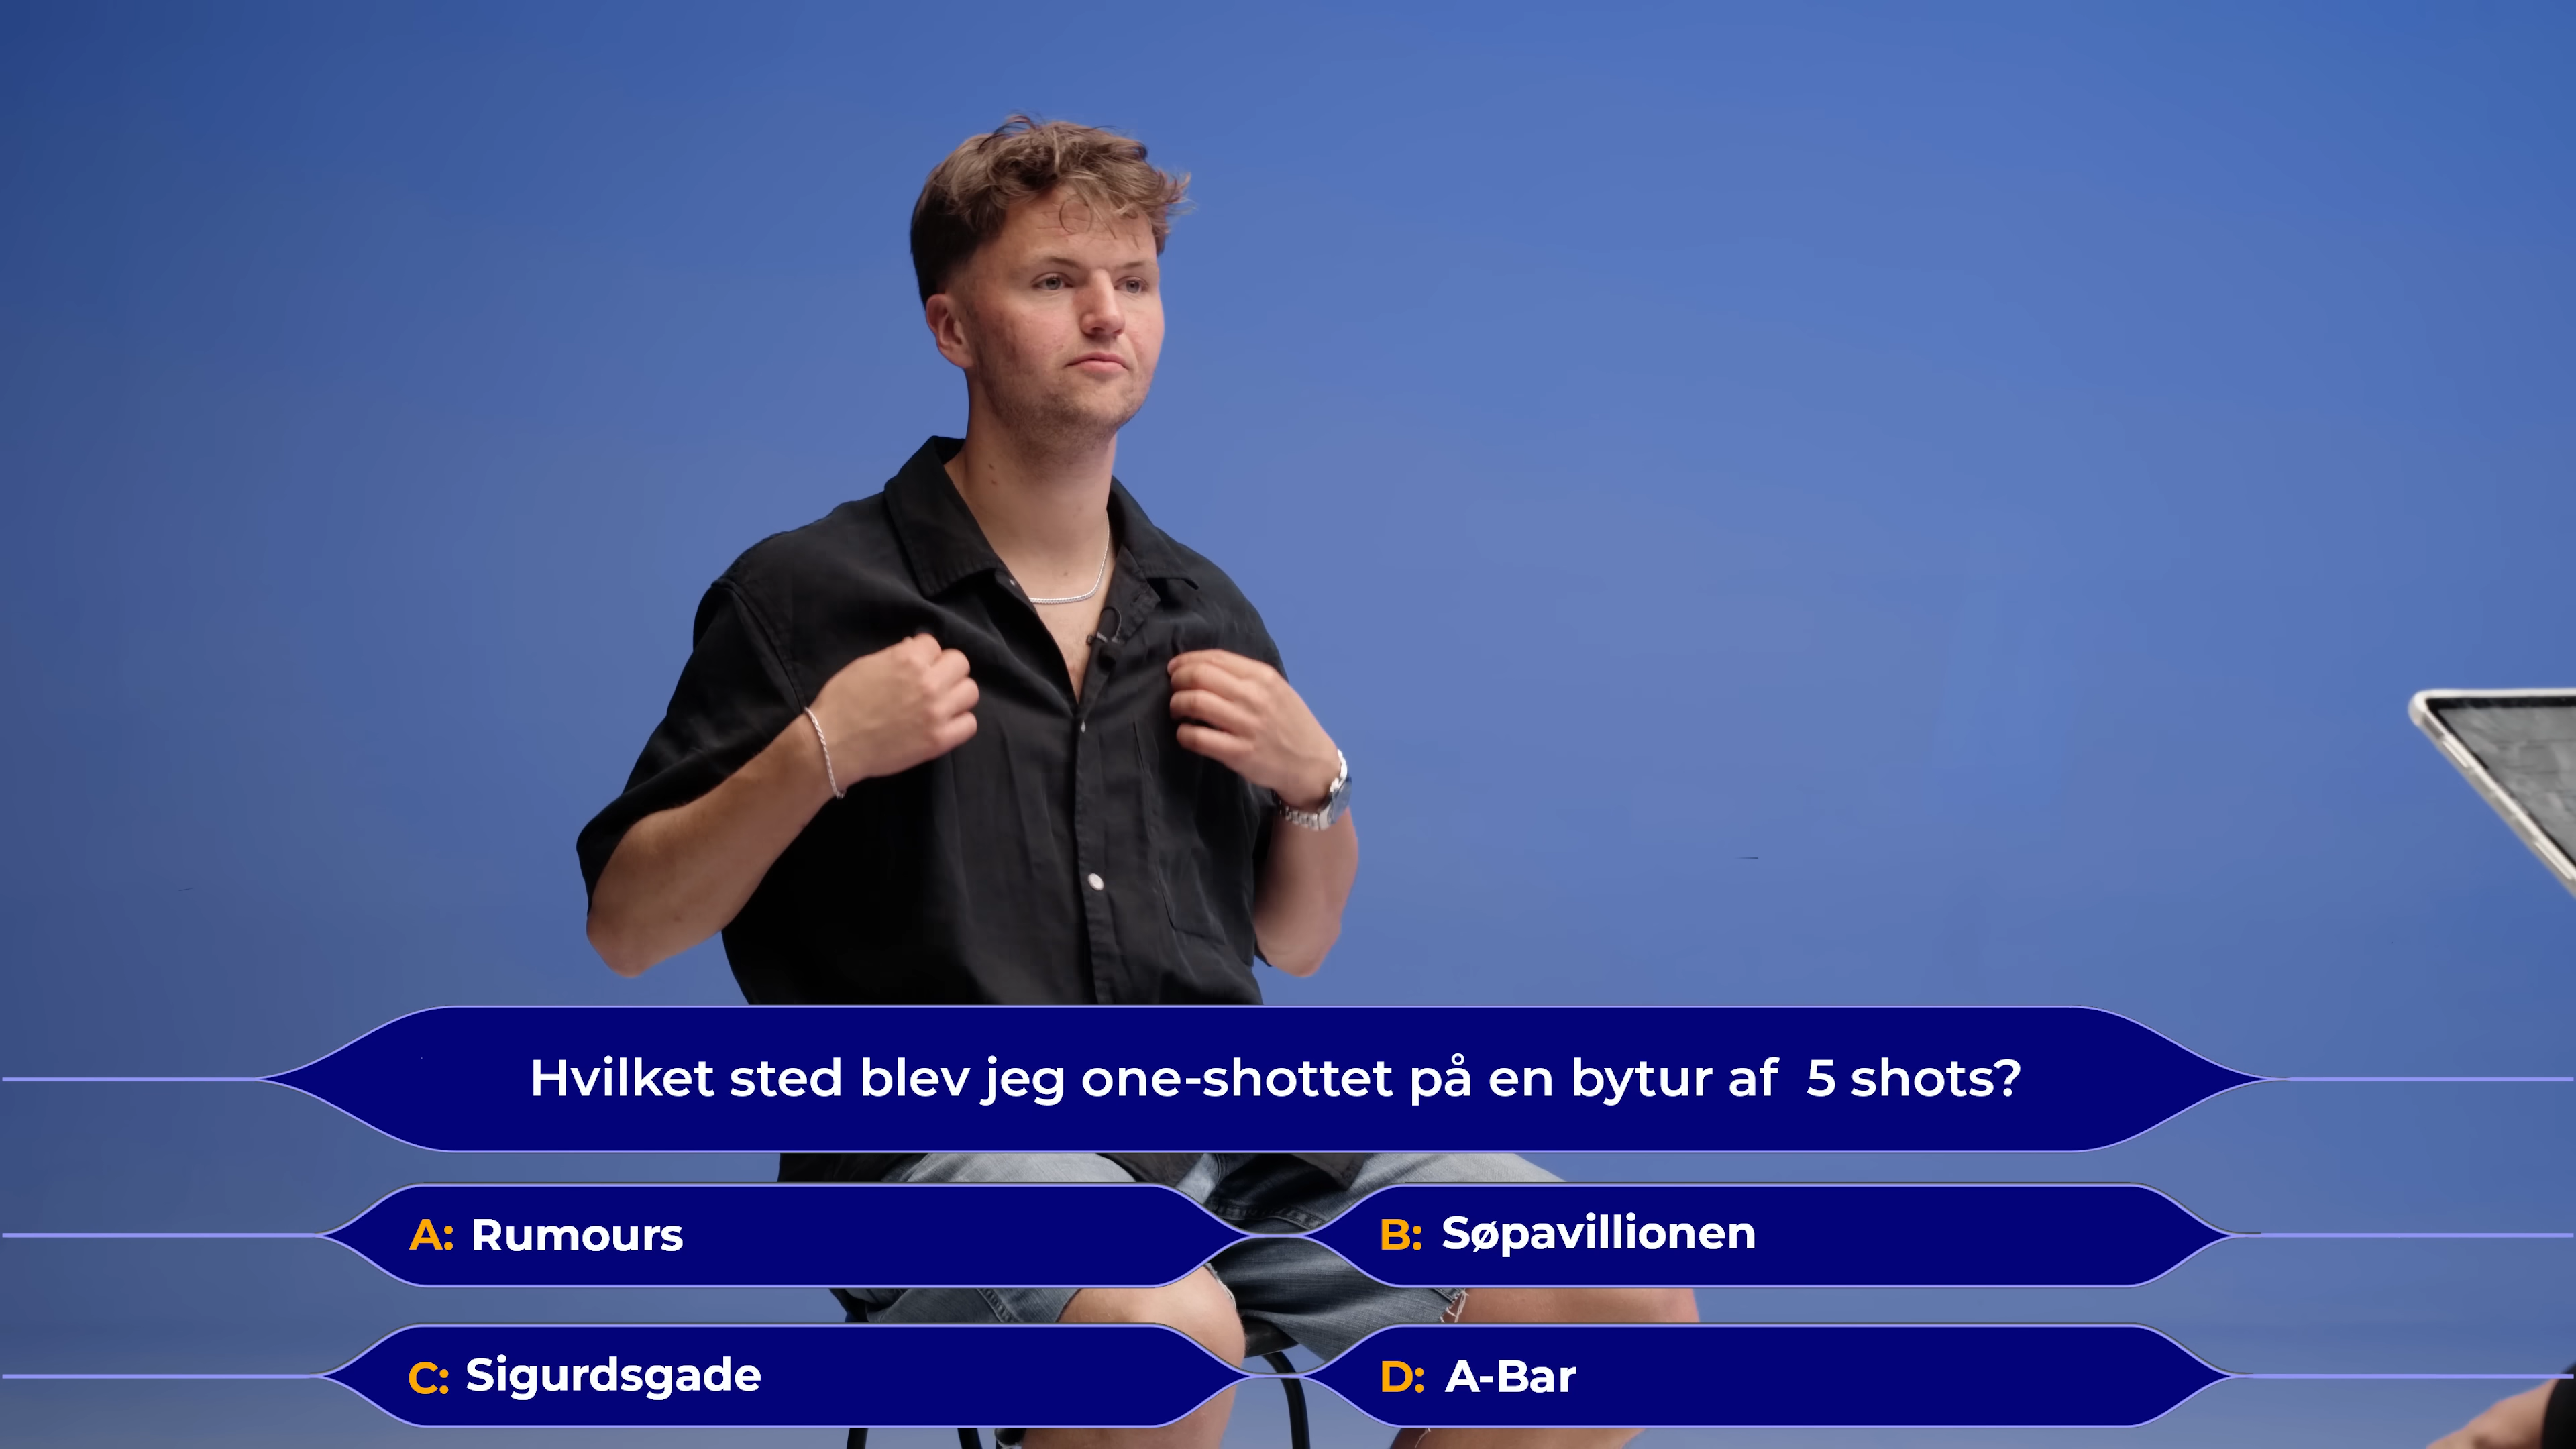 Hvilket sted blev jeg one-shottet på en bytur af  5 shots?
A: Rumours
B: Søpavillionen
C: Sigurdsgade
D: A-Bar